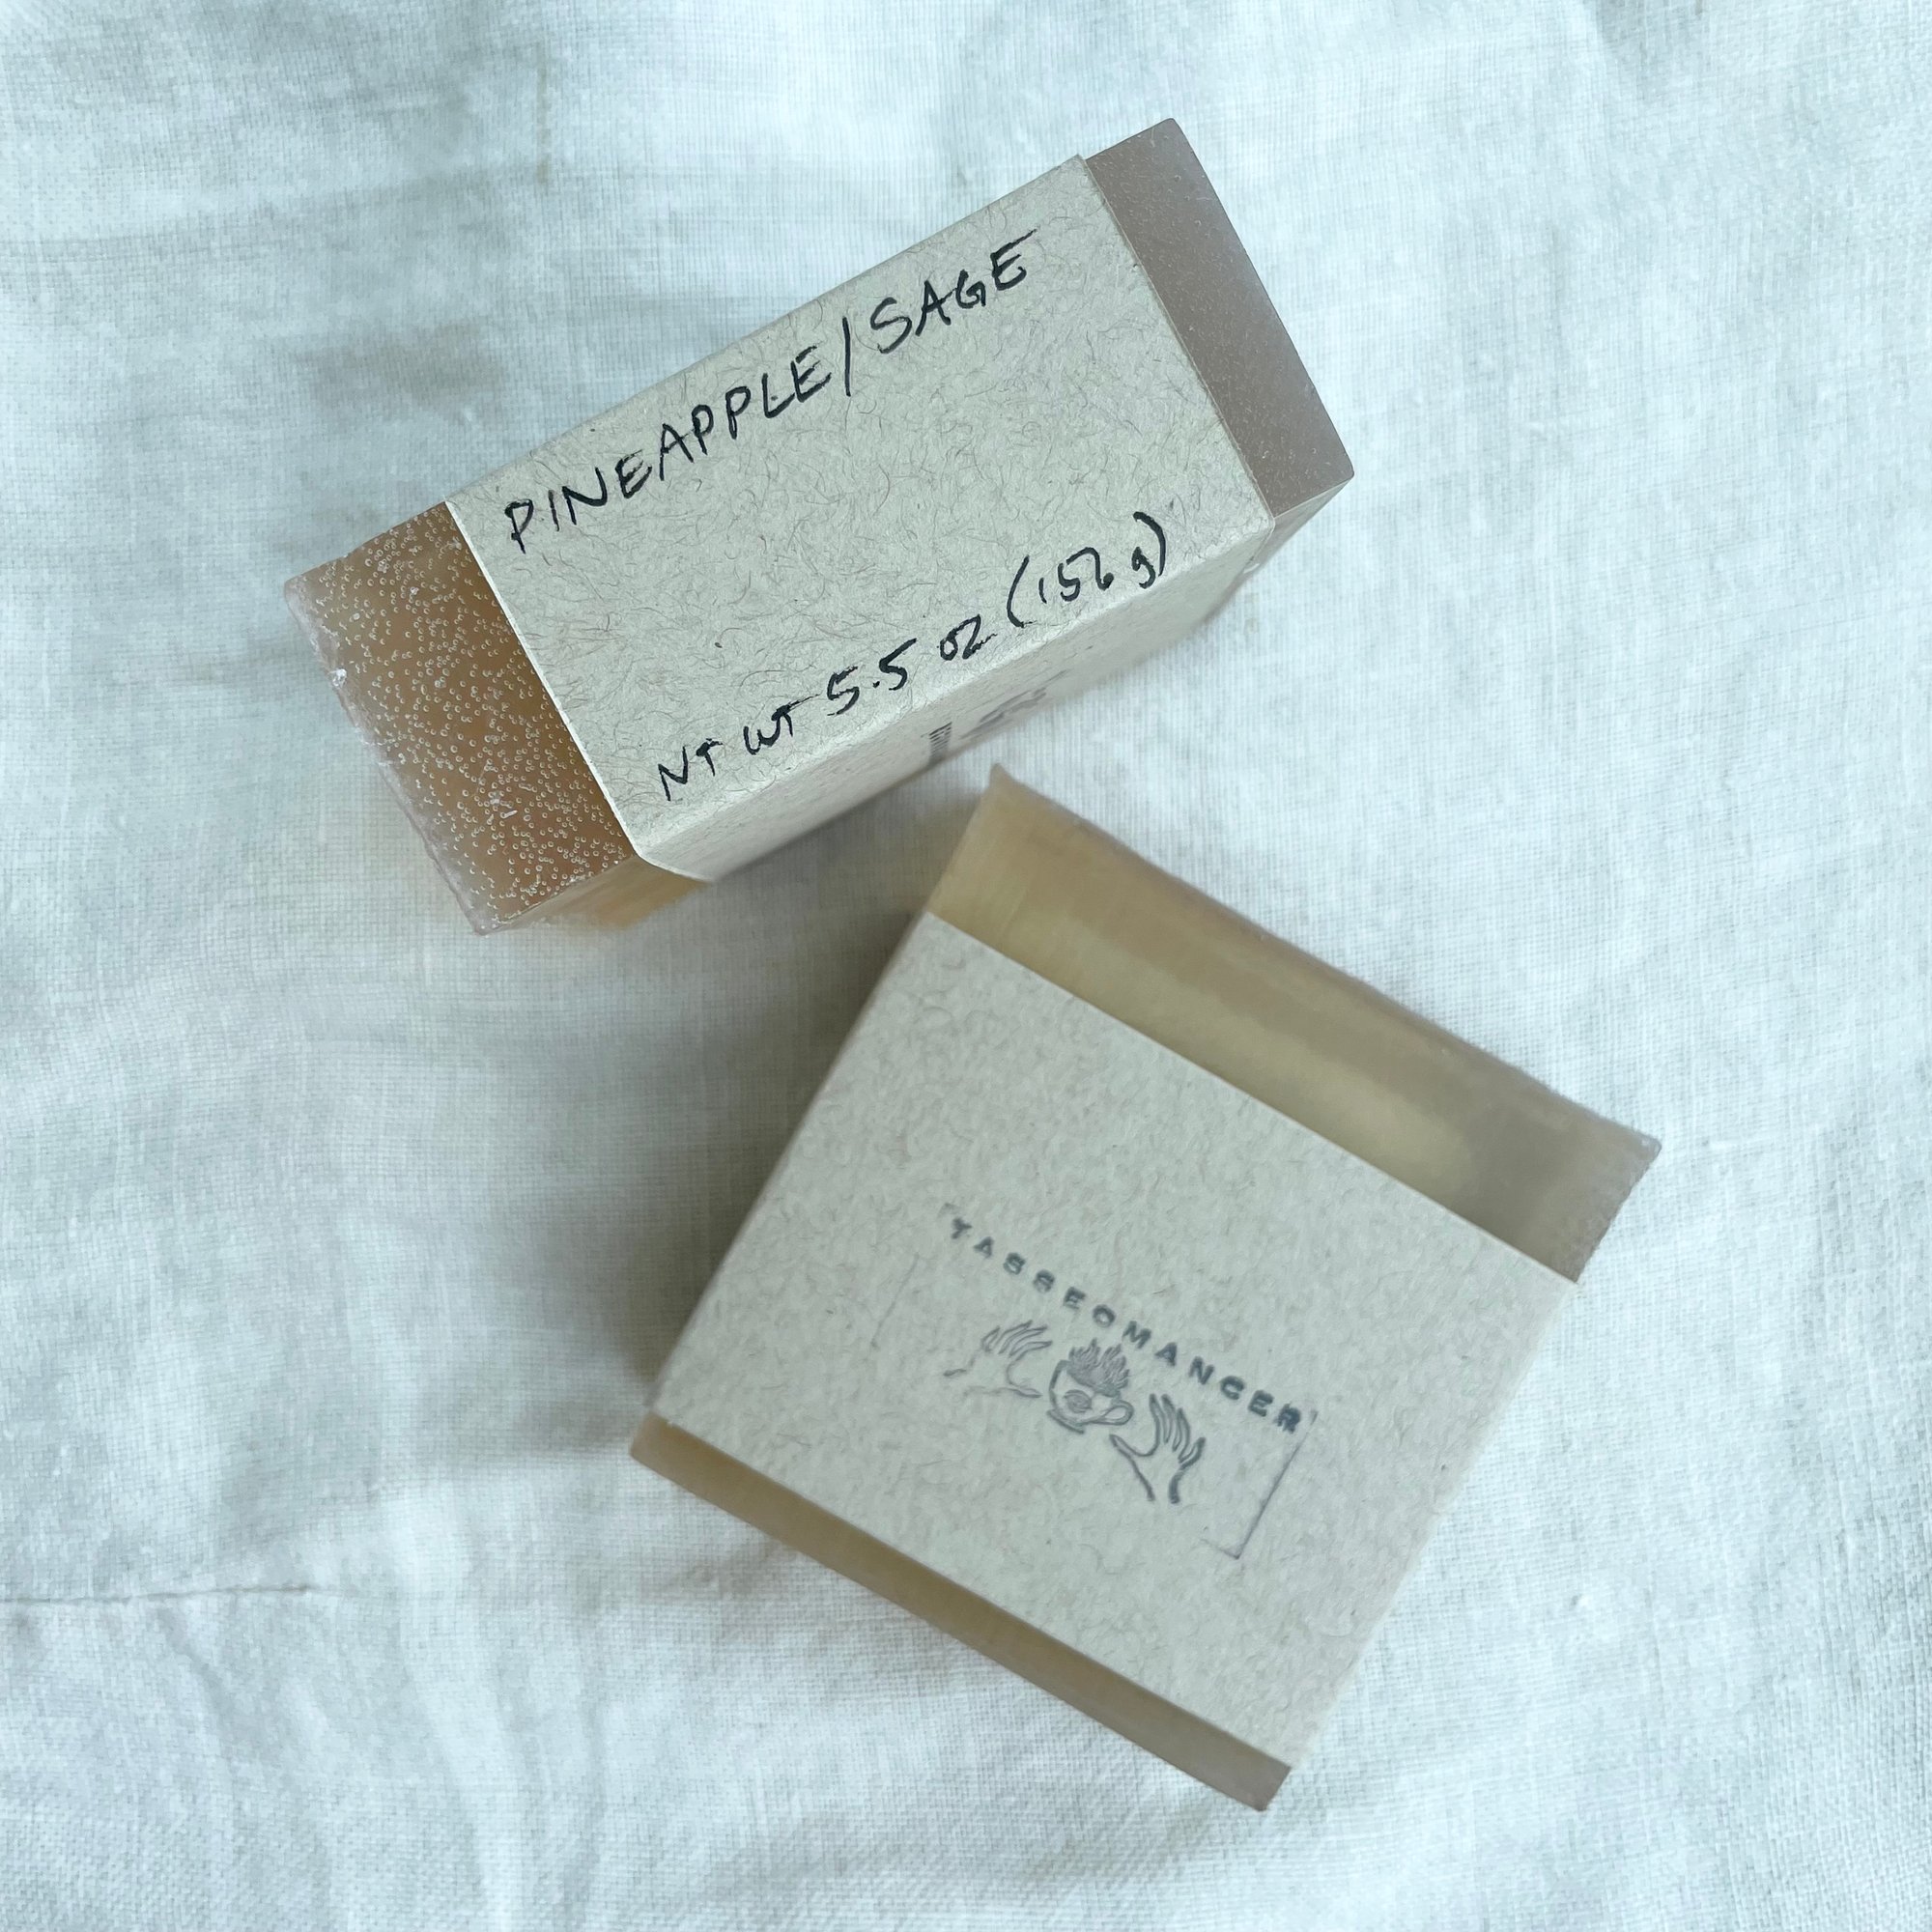 PINEAPPLE/SAGE
NT WT 5.5 oz (156 g)
TASSEOMANCER